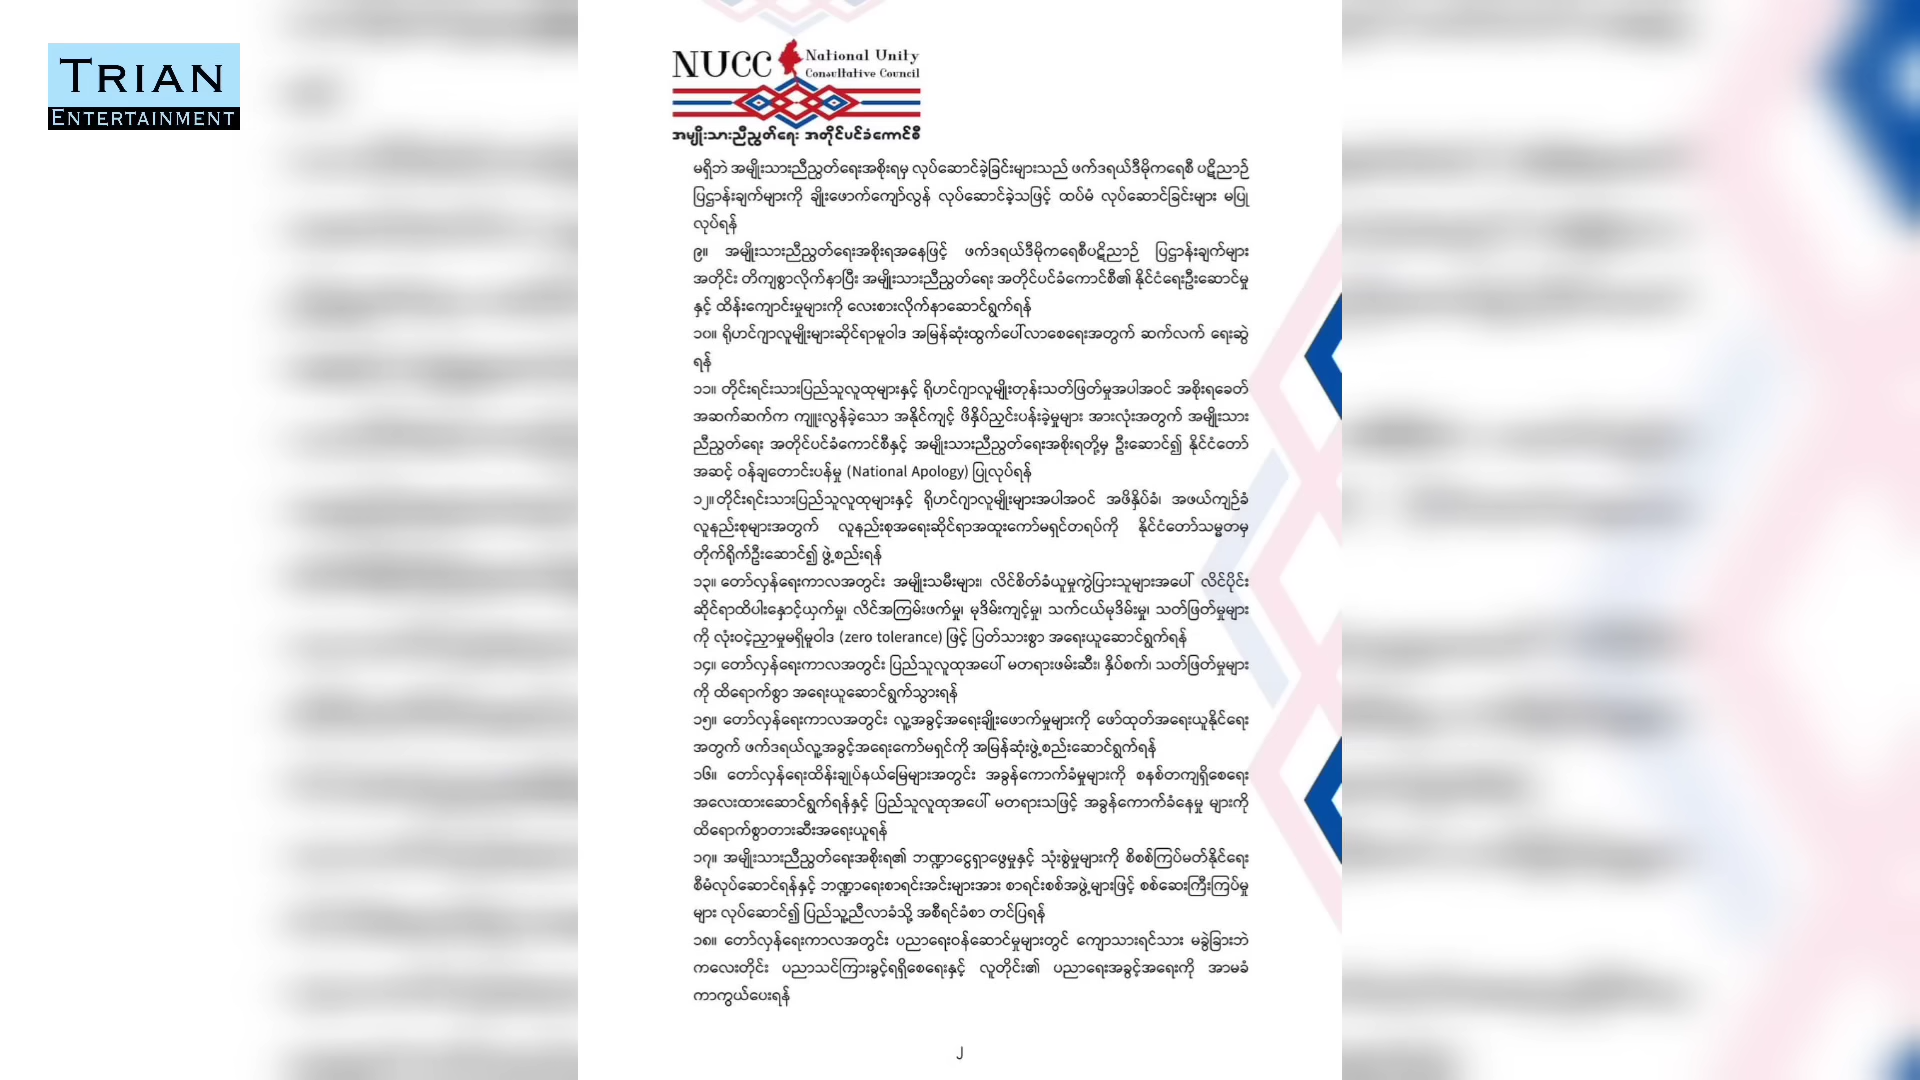 TRIAN
ENTERTAINMENT
NUCC National Unity
Consultative Council
အမျိုးသားညီညွတ်ရေး အတိုင်ပင်ခံကောင်စီ
မရှိဘဲ အမျိုးသားညီညွတ်ရေးအစိုးရမှ လုပ်ဆောင်ခဲ့ခြင်းများသည် ဖက်ဒရယ်ဒီမိုကရေစီ ပဋိညာဉ်
ပြဋ္ဌာန်းချက်များကို ချိုးဖောက်ကျော်လွန် လုပ်ဆောင်ခဲ့သဖြင့် ထပ်မံ လုပ်ဆောင်ခြင်းများ မပြု
လုပ်ရန်
၉။ အမျိုးသားညီညွတ်ရေးအစိုးရအနေဖြင့် ဖက်ဒရယ်ဒီမိုကရေစီပဋိညာဉ် ပြဋ္ဌာန်းချက်များ
အတိုင်း တိကျစွာလိုက်နာပြီး အမျိုးသားညီညွတ်ရေး အတိုင်ပင်ခံကောင်စီ၏ နိုင်ငံရေးဦးဆောင်မှု
နှင့် ထိန်းကျောင်းမှုများကို လေးစားလိုက်နာဆောင်ရွက်ရန်
၁၀။ ရိုဟင်ဂျာလူမျိုးများဆိုင်ရာမူဝါဒ အမြန်ဆုံးထွက်ပေါ်လာစေရေးအတွက် ဆက်လက် ရေးဆွဲ
ရန်
၁၁။ တိုင်းရင်းသားပြည်သူလူထုများနှင့် ရိုဟင်ဂျာလူမျိုးတုန်းသတ်ဖြတ်မှုအပါအဝင် အစိုးရခေတ်
အဆက်ဆက်က ကျူးလွန်ခဲ့သော အနိုင်ကျင့် ဖိနှိပ်ညှင်းပန်းခဲ့မှုများ အားလုံးအတွက် အမျိုးသား
ညီညွတ်ရေး အတိုင်ပင်ခံကောင်စီနှင့် အမျိုးသားညီညွတ်ရေးအစိုးရတို့မှ ဦးဆောင်၍ နိုင်ငံတော်
အဆင့် ဝန်ချတောင်းပန်မှု (National Apology) ပြုလုပ်ရန်
၁၂။တိုင်းရင်းသားပြည်သူလူထုများနှင့် ရိုဟင်ဂျာလူမျိုးများအပါအဝင် အဖိနှိပ်ခံ၊ အဖယ်ကျဉ်ခံ
လူနည်းစုများအတွက် လူနည်းစုအရေးဆိုင်ရာအထူးကော်မရှင်တရပ်ကို နိုင်ငံတော်သမ္မတမှ
တိုက်ရိုက်ဦးဆောင်၍ ဖွဲ့စည်းရန်
၁၃။ တော်လှန်ရေးကာလအတွင်း အမျိုးသမီးများ၊ လိင်စိတ်ခံယူမှုကွဲပြားသူများအပေါ် လိင်ပိုင်း
ဆိုင်ရာထိပါးနှောင့်ယှက်မှု၊ လိင်အကြမ်းဖက်မှု၊ မုဒိမ်းကျင့်မှု၊ သက်ငယ်မုဒိမ်းမှု၊ သတ်ဖြတ်မှုများ
ကို လုံးဝငဲ့ညှာမှုမရှိမူဝါဒ (zero tolerance) ဖြင့် ပြတ်သားစွာ အရေးယူဆောင်ရွက်ရန်
၁၄။ တော်လှန်ရေးကာလအတွင်း ပြည်သူလူထုအပေါ် မတရားဖမ်းဆီး၊ နှိပ်စက်၊ သတ်ဖြတ်မှုများ
ကို ထိရောက်စွာ အရေးယူဆောင်ရွက်သွားရန်
၁၅။ တော်လှန်ရေးကာလအတွင်း လူ့အခွင့်အရေးချိုးဖောက်မှုများကို ဖော်ထုတ်အရေးယူနိုင်ရေး
အတွက် ဖက်ဒရယ်လူ့အခွင့်အရေးကော်မရှင်ကို အမြန်ဆုံးဖွဲ့စည်းဆောင်ရွက်ရန်
၁၆။ တော်လှန်ရေးထိန်းချုပ်နယ်မြေများအတွင်း အခွန်ကောက်ခံမှုများကို စနစ်တကျရှိစေရေး
အလေးထားဆောင်ရွက်ရန်နှင့် ပြည်သူလူထုအပေါ် မတရားသဖြင့် အခွန်ကောက်ခံနေမှု များကို
ထိရောက်စွာတားဆီးအရေးယူရန်
၁၇။ အမျိုးသားညီညွတ်ရေးအစိုးရ၏ ဘဏ္ဍာငွေရှာဖွေမှုနှင့် သုံးစွဲမှုများကို စိစစ်ကြပ်မတ်နိုင်ရေး
စီမံလုပ်ဆောင်ရန်နှင့် ဘဏ္ဍာရေးစာရင်းအင်းများအား စာရင်းစစ်အဖွဲ့များဖြင့် စစ်ဆေးကြီးကြပ်မှု
များ လုပ်ဆောင်၍ ပြည်သူ့ညီလာခံသို့ အစီရင်ခံစာ တင်ပြရန်
၁၈။ တော်လှန်ရေးကာလအတွင်း ပညာရေးဝန်ဆောင်မှုများတွင် ကျောသားရင်သား မခွဲခြားဘဲ
ကလေးတိုင်း ပညာသင်ကြားခွင့်ရရှိစေရေးနှင့် လူတိုင်း၏ ပညာရေးအခွင့်အရေးကို အာမခံ
ကာကွယ်ပေးရန်
၂